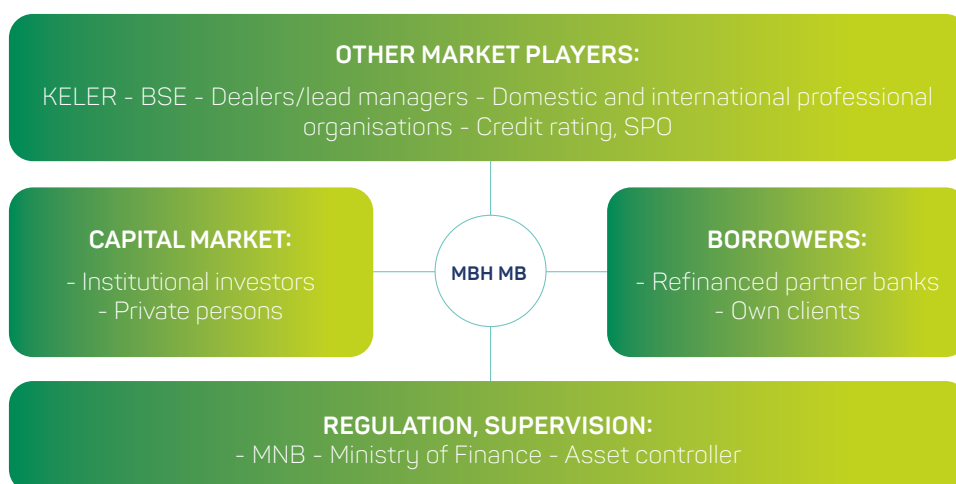 OTHER MARKET PLAYERS:
KELER - BSE - Dealers/lead managers - Domestic and international professional
organisations - Credit rating, SPO
CAPITAL MARKET:
- Institutional investors
- Private persons
MBH MB
BORROWERS:
- Refinanced partner banks
- Own clients
REGULATION, SUPERVISION:
- MNB - Ministry of Finance - Asset controller